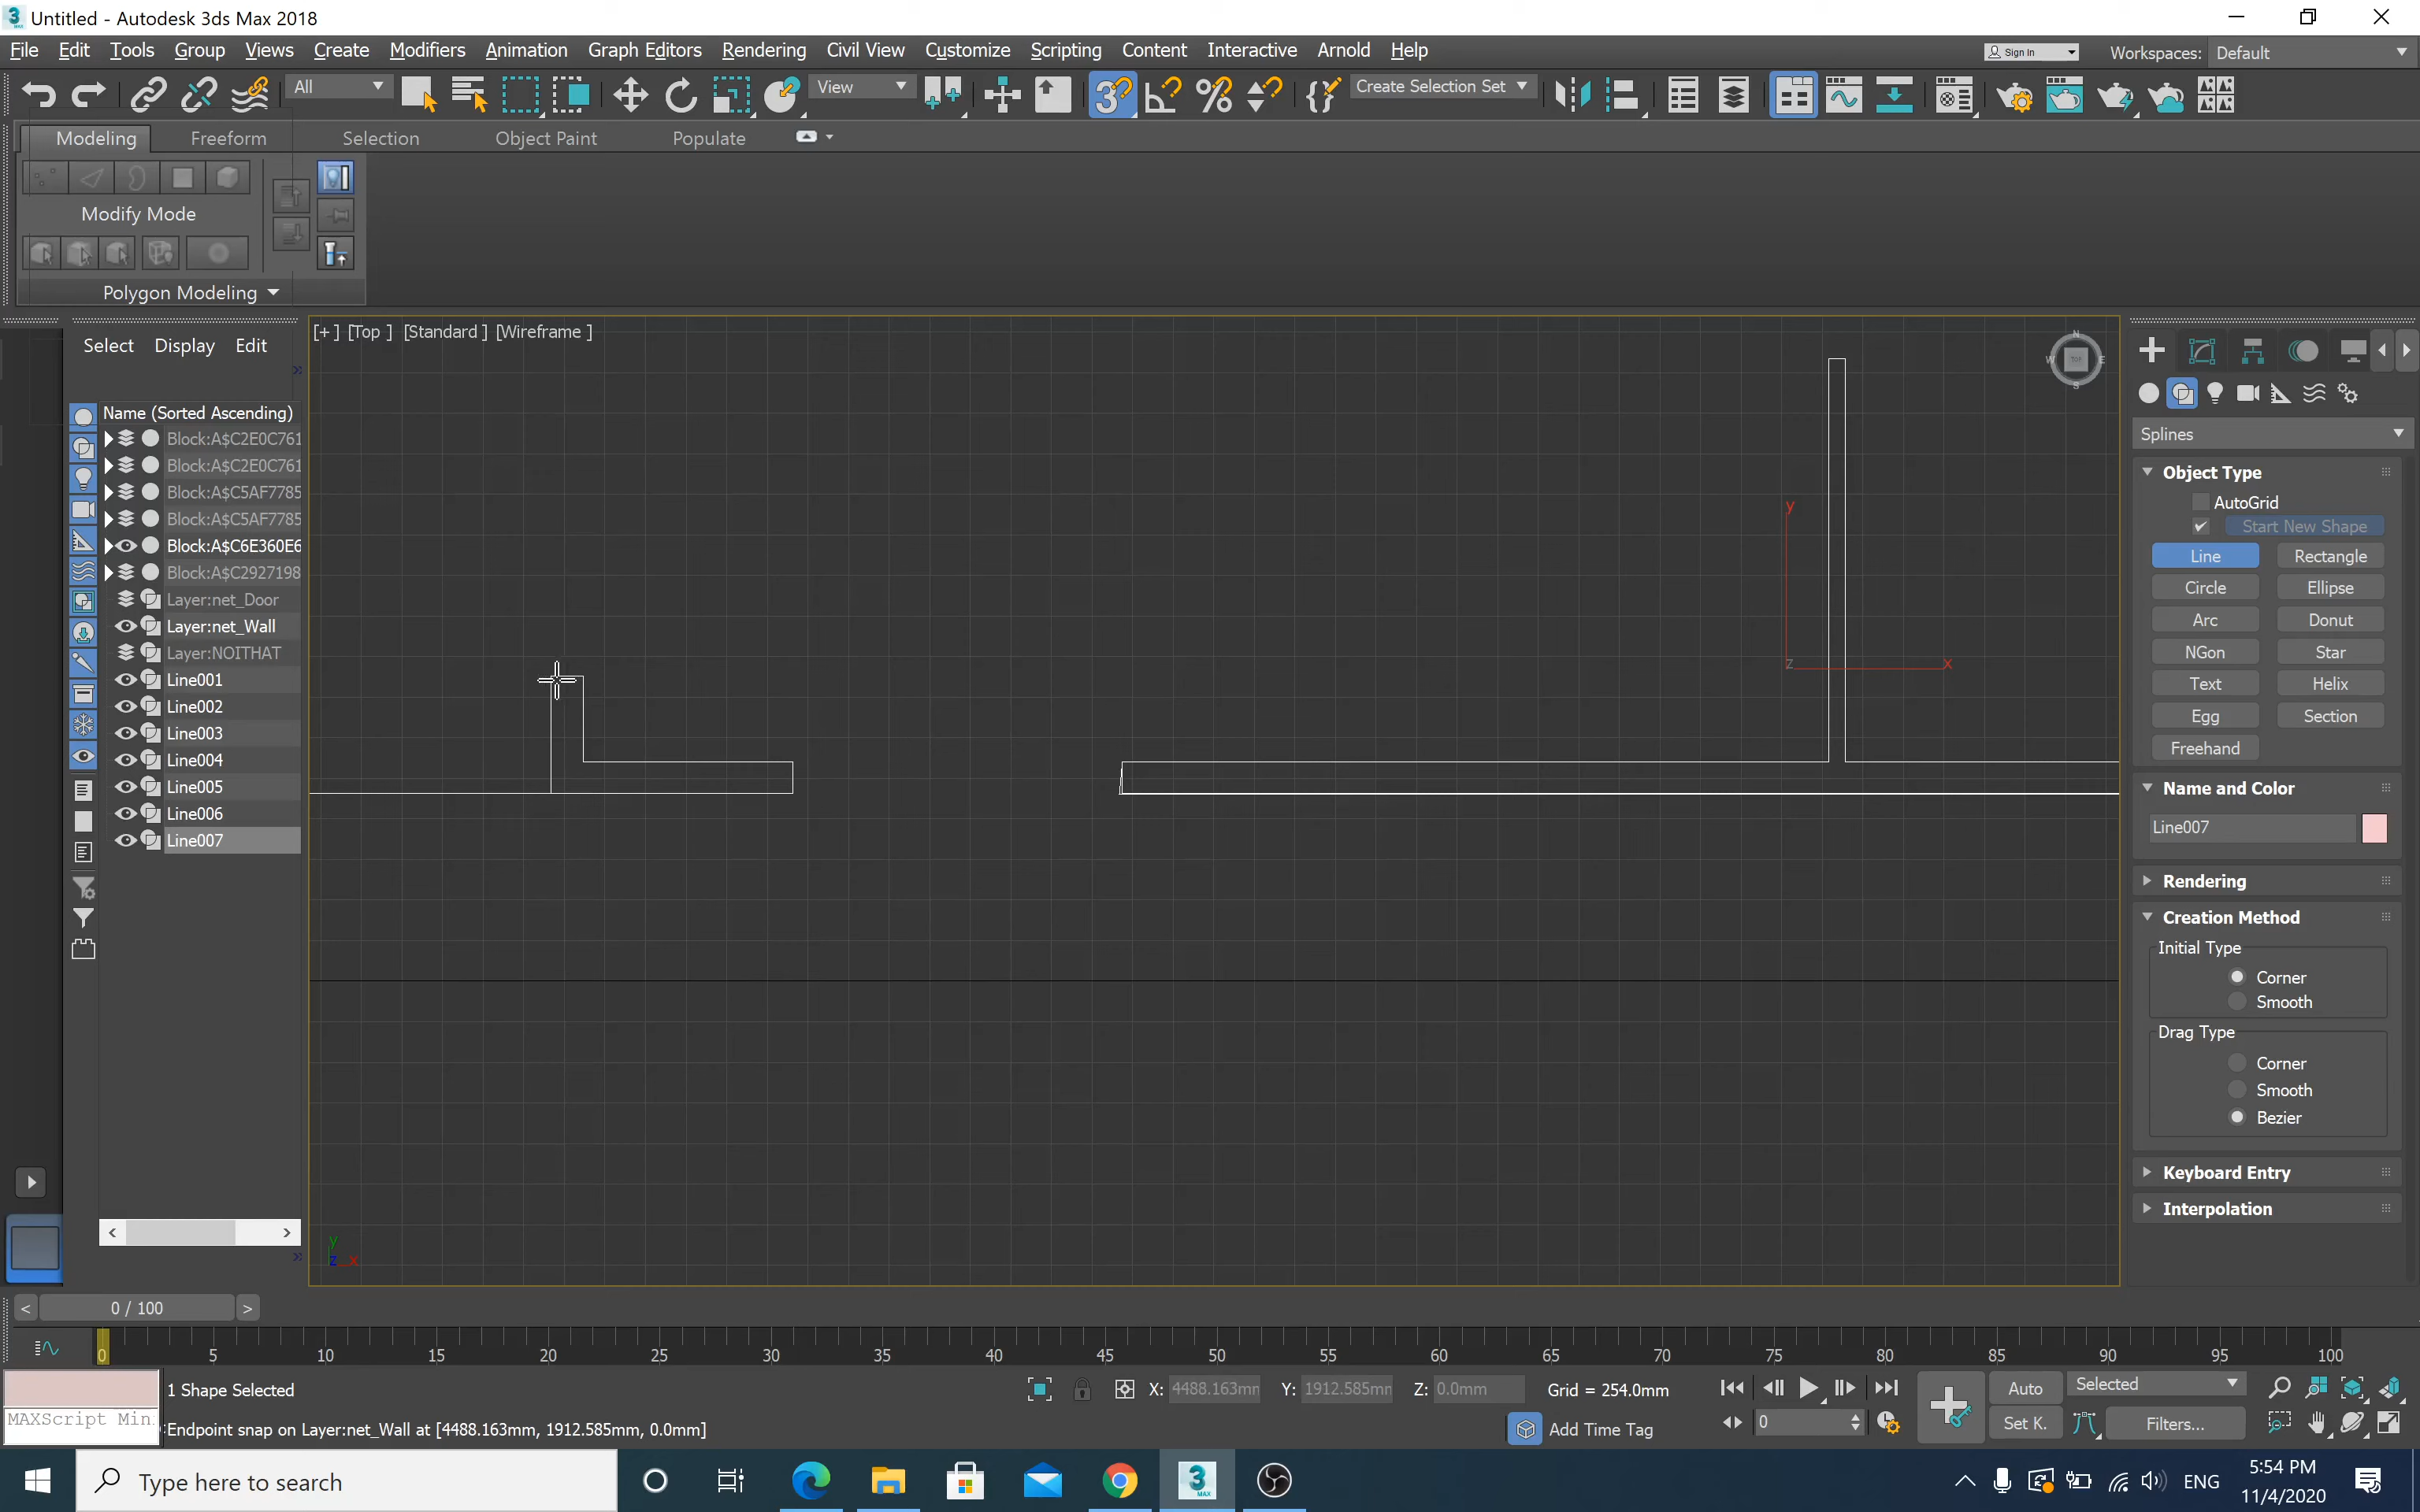 Untitled - Autodesk 3ds Max 2018
File Edit Tools Group Views Create Modifiers Animation Graph Editors Rendering Civil View Customize Scripting Content Interactive Arnold Help
Sign In Workspaces: Default
All View Create Selection Set
Modeling Freeform Selection Object Paint Populate
Modify Mode
Polygon Modeling
Select Display Edit
[+] [Top ] [Standard ] [Wireframe ]
Name (Sorted Ascending)
Block:A$C2E0C761
Block:A$C2E0C761
Block:A$C5AF7785
Block:A$C5AF7785
Block:A$C6E360E6
Block:A$C2927198
Layer:net_Door
Layer:net_Wall
Layer:NOITHAT
Line001
Line002
Line003
Line004
Line005
Line006
Line007
N
W TOP E
S
y
z x
y
z x
Splines
Object Type
AutoGrid
Start New Shape
Line Rectangle
Circle Ellipse
Arc Donut
NGon Star
Text Helix
Egg Section
Freehand
Name and Color
Line007
Rendering
Creation Method
Initial Type
Corner
Smooth
Drag Type
Corner
Smooth
Bezier
Keyboard Entry
Interpolation
< 0 / 100 >
0 5 10 15 20 25 30 35 40 45 50 55 60 65 70 75 80 85 90 95 100
1 Shape Selected X: 4488.163mm Y: 1912.585mm Z: 0.0mm Grid = 254.0mm Auto Selected
MAXScript Min Endpoint snap on Layer:net_Wall at [4488.163mm, 1912.585mm, 0.0mm] Add Time Tag 0 Set K. Filters...
Type here to search
ENG
5:54 PM
11/4/2020